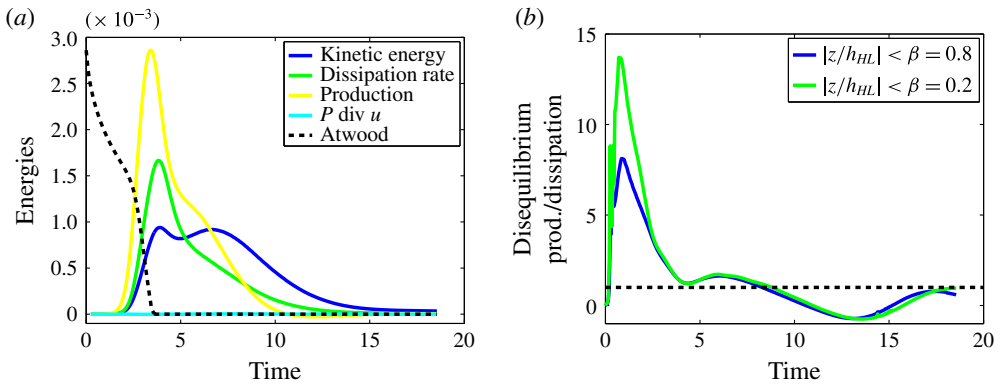 (a)
(× 10⁻³)
3.0
2.5
2.0
1.5
1.0
0.5
0
Energies
0
5
10
15
20
Time
Kinetic energy
Dissipation rate
Production
P div u
Atwood
(b)
15
10
5
0
Disequilibrium
prod./dissipation
0
5
10
15
20
Time
|z/h_HL| < β = 0.8
|z/h_HL| < β = 0.2